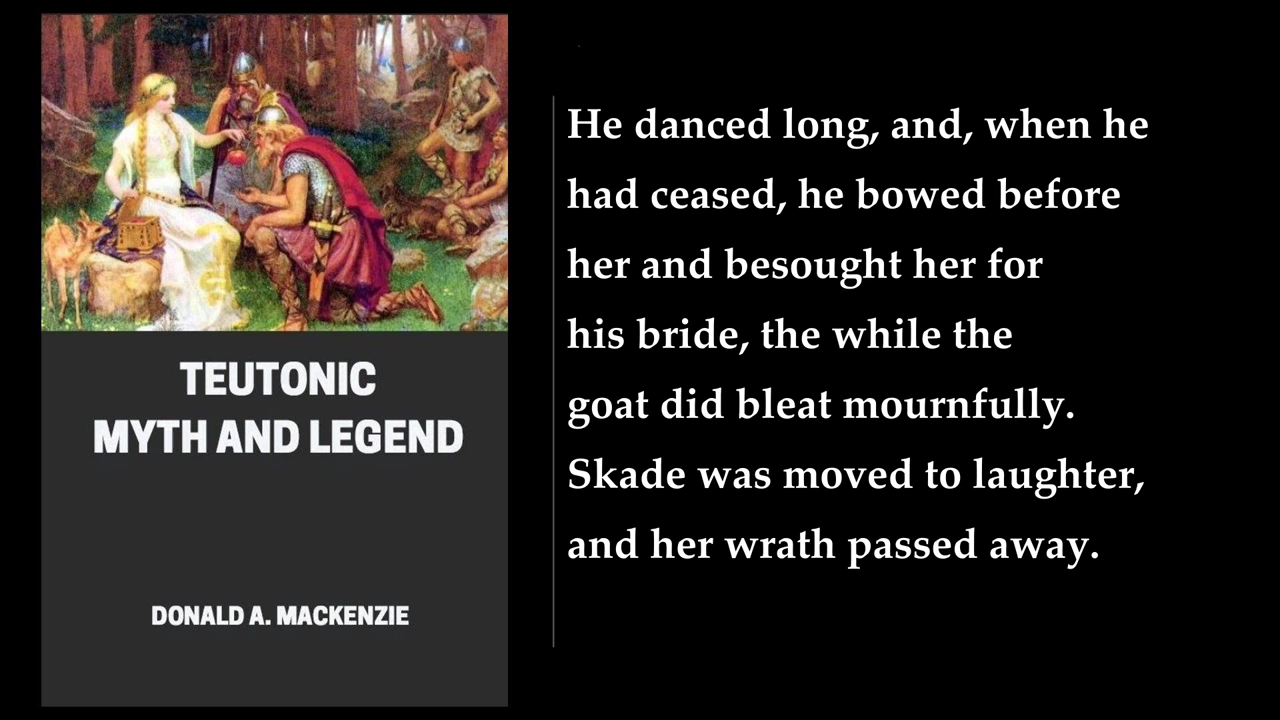 TEUTONIC
MYTH AND LEGEND
DONALD A. MACKENZIE
He danced long, and, when he
had ceased, he bowed before
her and besought her for
his bride, the while the
goat did bleat mournfully.
Skade was moved to laughter,
and her wrath passed away.